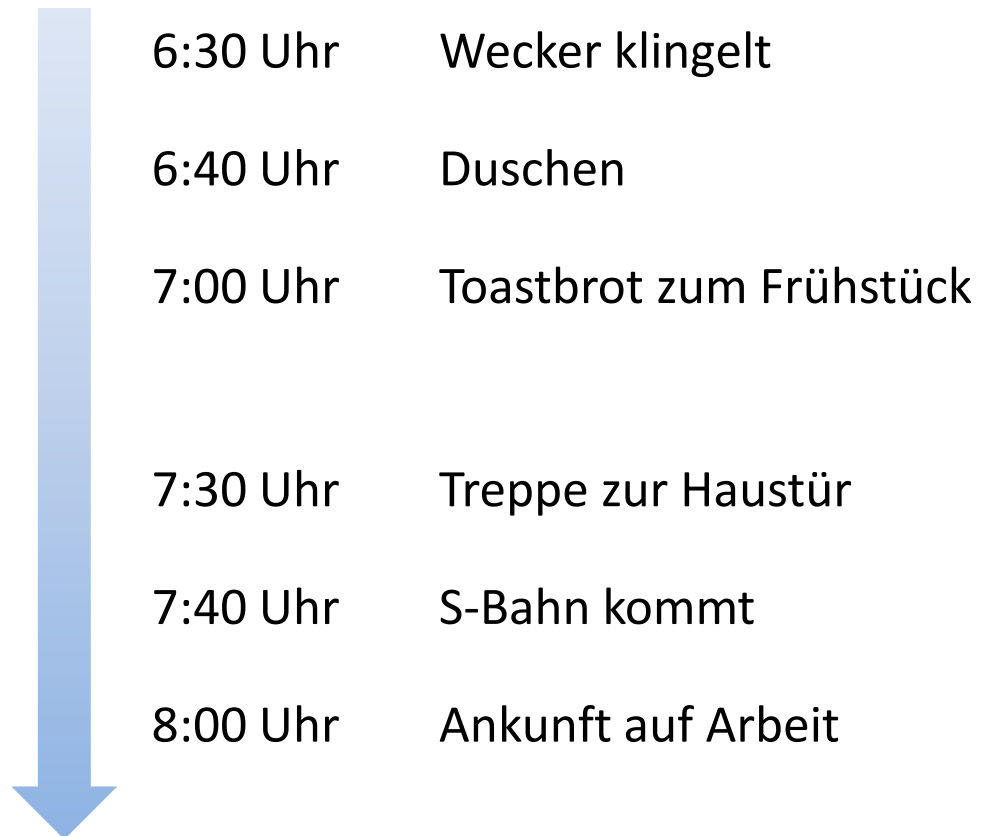 6:30 Uhr Wecker klingelt
6:40 Uhr Duschen
7:00 Uhr Toastbrot zum Frühstück
7:30 Uhr Treppe zur Haustür
7:40 Uhr S-Bahn kommt
8:00 Uhr Ankunft auf Arbeit